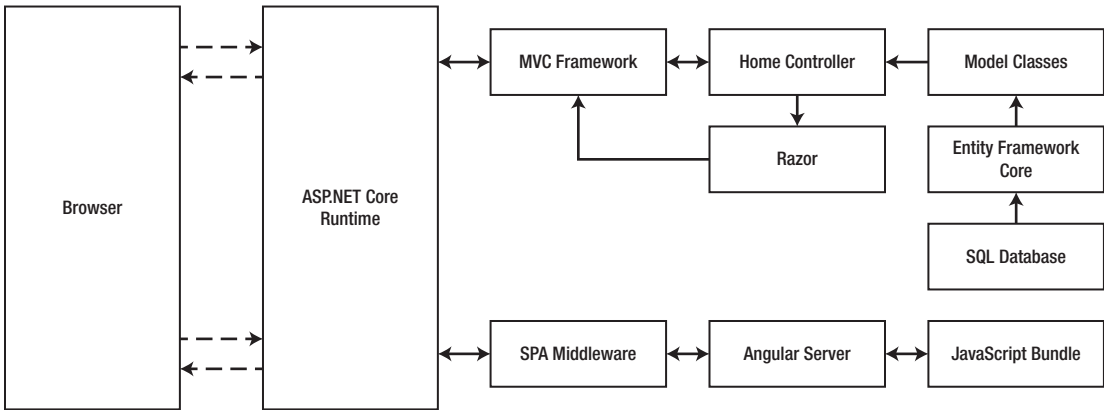 Browser
ASP.NET Core
Runtime
MVC Framework
Home Controller
Model Classes
Razor
Entity Framework
Core
SQL Database
SPA Middleware
Angular Server
JavaScript Bundle